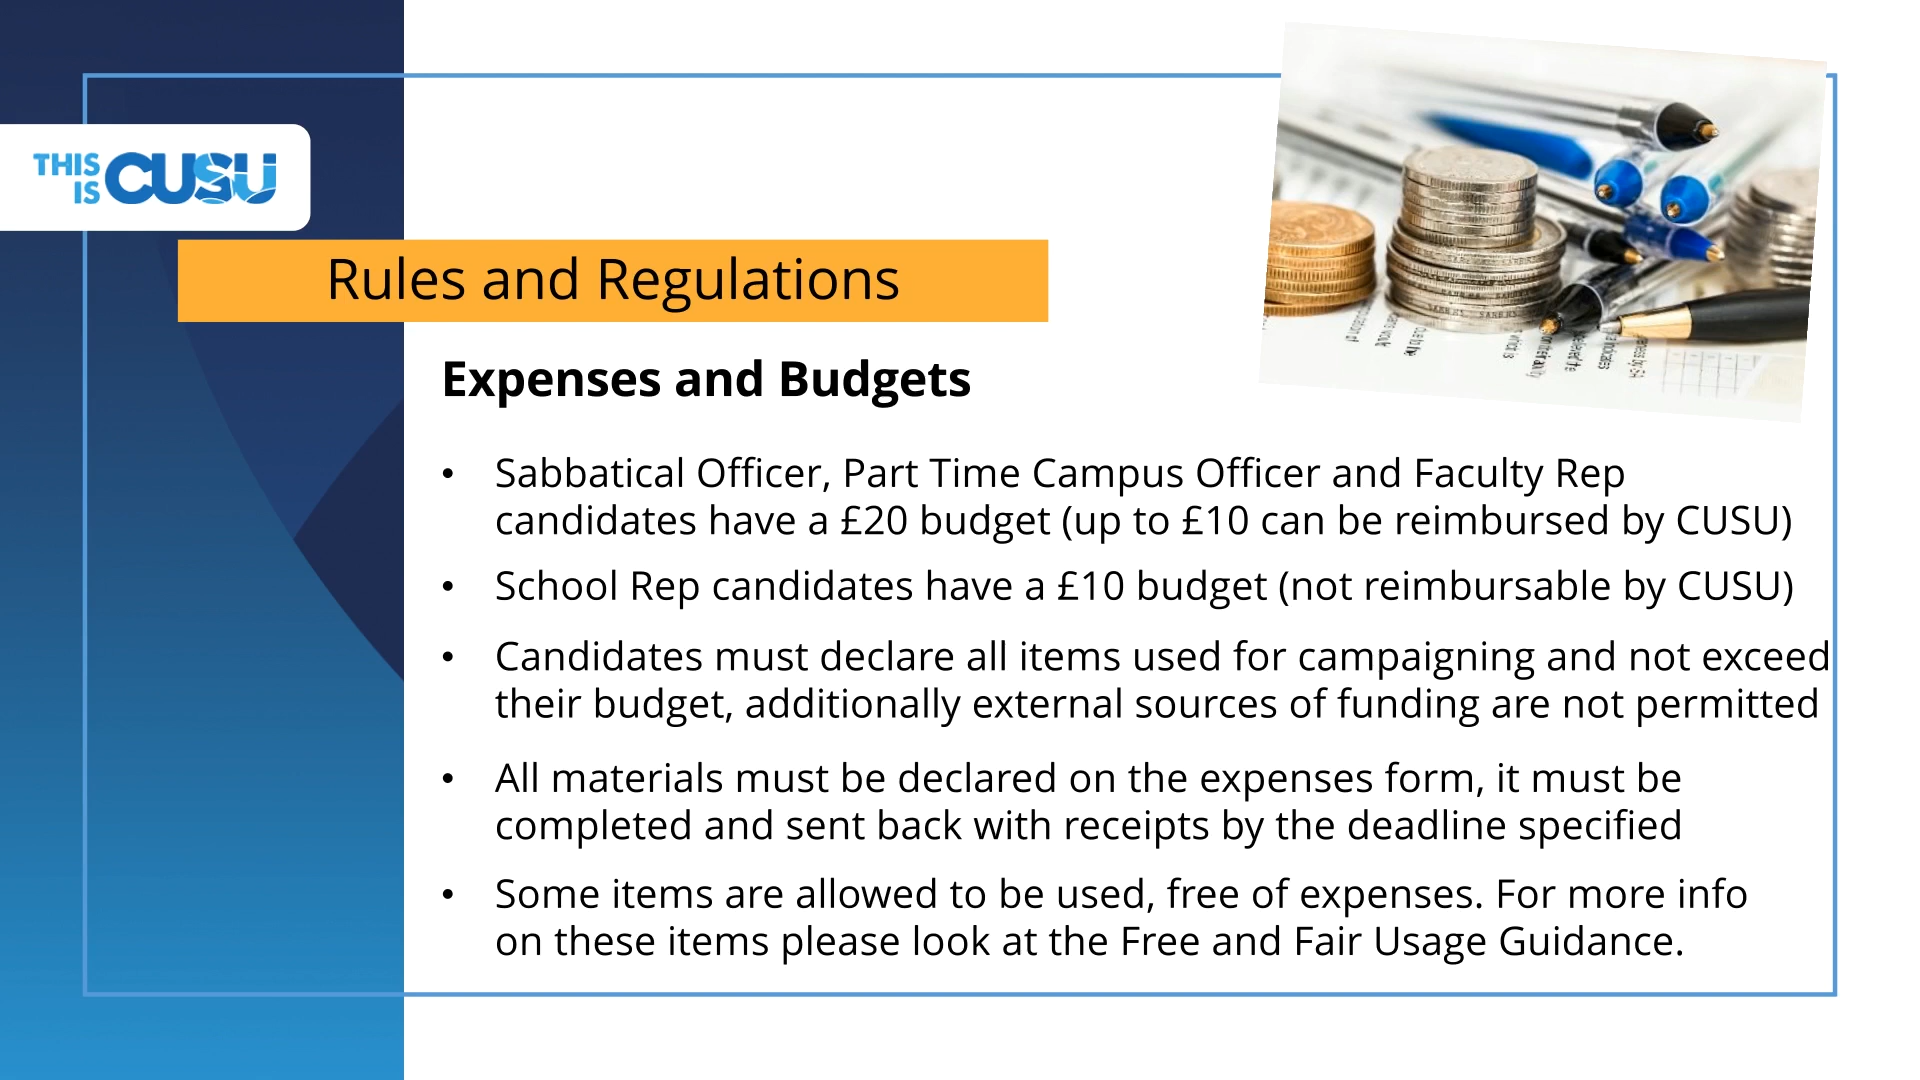 THIS
IS CUSU
Rules and Regulations
Expenses and Budgets
• Sabbatical Officer, Part Time Campus Officer and Faculty Rep
candidates have a £20 budget (up to £10 can be reimbursed by CUSU)
• School Rep candidates have a £10 budget (not reimbursable by CUSU)
• Candidates must declare all items used for campaigning and not exceed
their budget, additionally external sources of funding are not permitted
• All materials must be declared on the expenses form, it must be
completed and sent back with receipts by the deadline specified
• Some items are allowed to be used, free of expenses. For more info
on these items please look at the Free and Fair Usage Guidance.